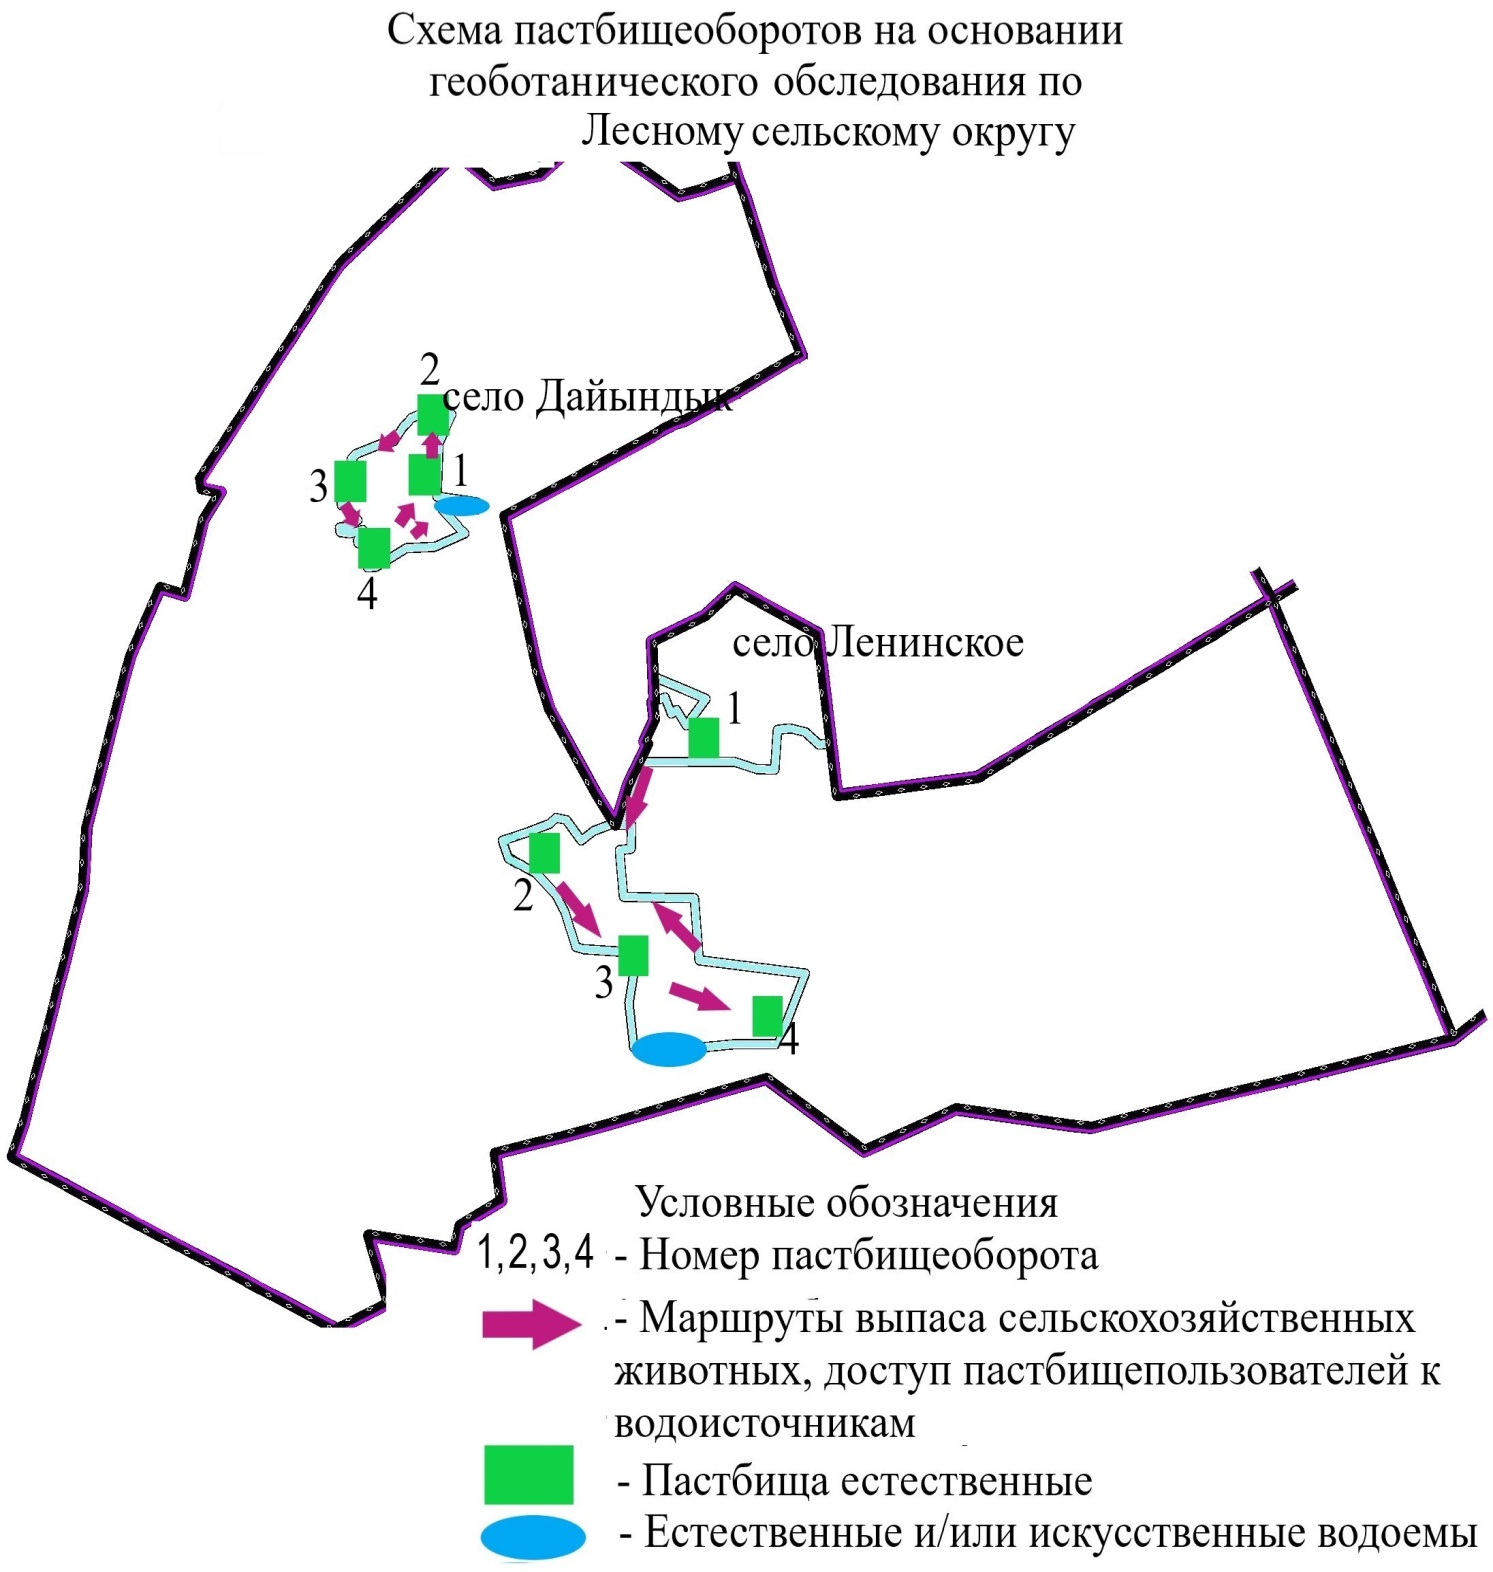 Схема пастбищеоборотов на основании
геоботанического обследования по
Лесному сельскому округу
2
село Дайындык
3
1
4
село Ленинское
1
2
3
4
Условные обозначения
1,2,3,4 - Номер пастбищеоборота
- Маршруты выпаса сельскохозяйственных
животных, доступ пастбищепользователей к
водоисточникам
- Пастбища естественные
- Естественные и/или искусственные водоемы